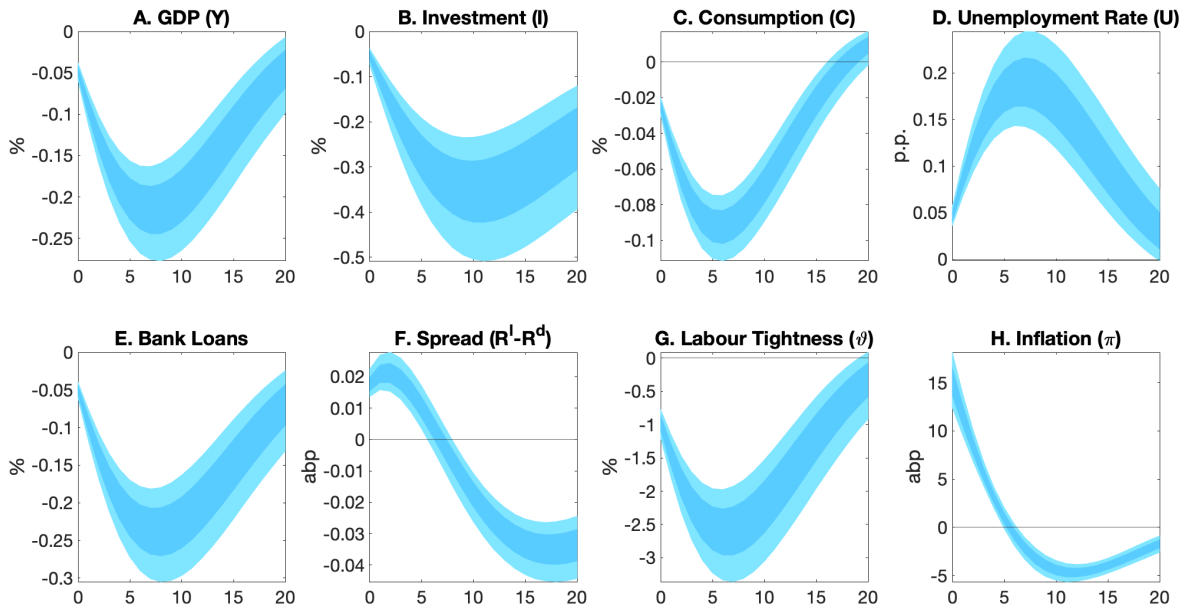 A. GDP (Y)
0
-0.05
-0.1
-0.15
-0.2
-0.25
%
0 5 10 15 20
B. Investment (I)
0
-0.1
-0.2
-0.3
-0.4
-0.5
%
0 5 10 15 20
C. Consumption (C)
0
-0.02
-0.04
-0.06
-0.08
-0.1
%
0 5 10 15 20
D. Unemployment Rate (U)
0.2
0.15
0.1
0.05
0
p.p.
0 5 10 15 20
E. Bank Loans
0
-0.05
-0.1
-0.15
-0.2
-0.25
-0.3
%
0 5 10 15 20
F. Spread (R^l-R^d)
0.02
0.01
0
-0.01
-0.02
-0.03
-0.04
abp
0 5 10 15 20
G. Labour Tightness (ϑ)
0
-0.5
-1
-1.5
-2
-2.5
-3
%
0 5 10 15 20
H. Inflation (π)
15
10
5
0
-5
abp
0 5 10 15 20